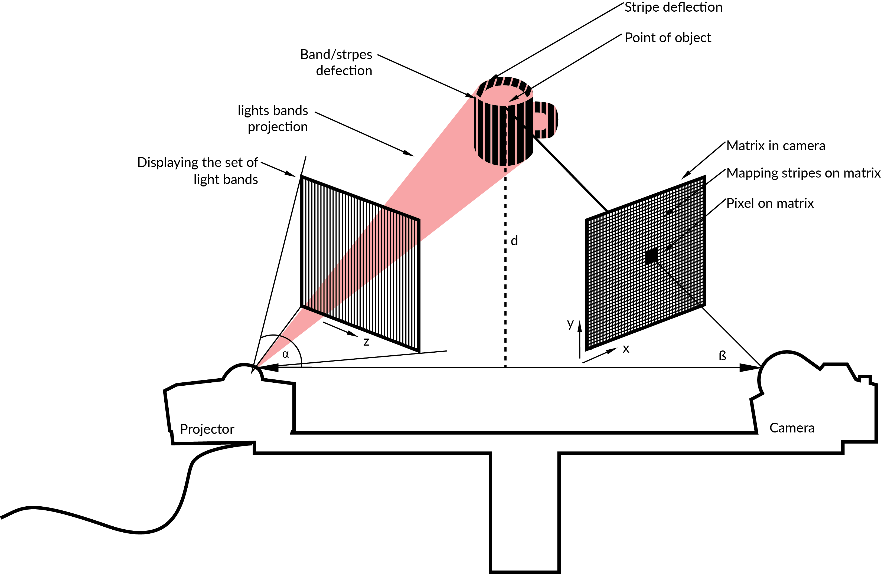 Stripe deflection
Point of object
Band/strpes
defection
lights bands
projection
Displaying the set of
light bands
Matrix in camera
Mapping stripes on matrix
Pixel on matrix
d
y
x
z
α
ß
Projector
Camera